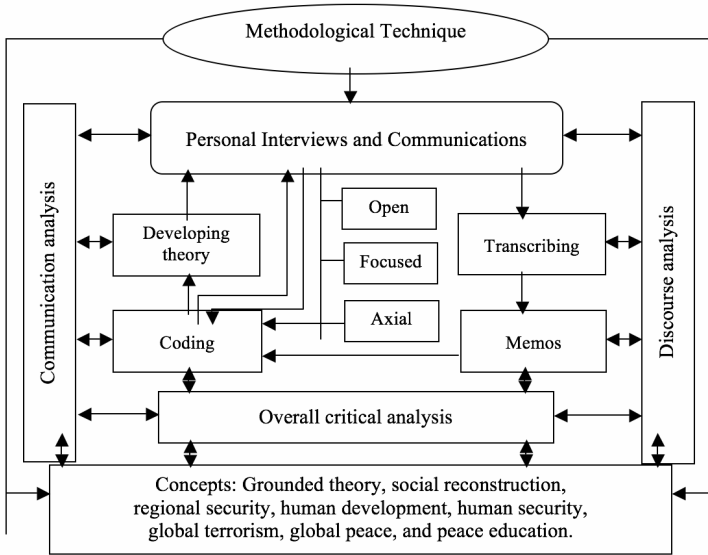 Methodological Technique
Personal Interviews and Communications
Communication analysis
Discourse analysis
Open
Developing
theory
Transcribing
Focused
Axial
Coding
Memos
Overall critical analysis
Concepts: Grounded theory, social reconstruction,
regional security, human development, human security,
global terrorism, global peace, and peace education.